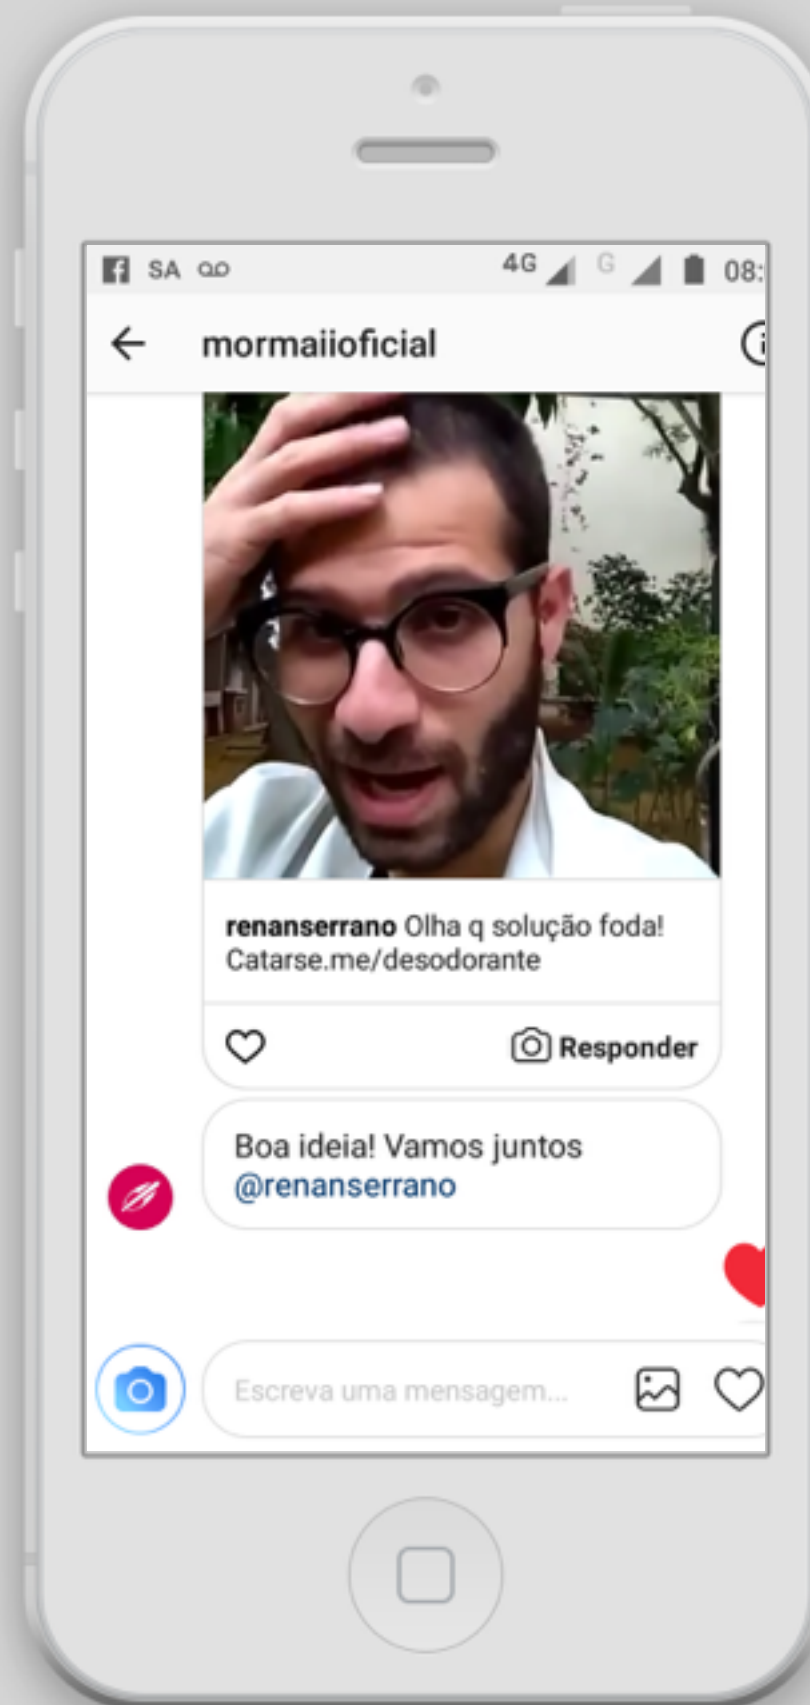 SA
4G G 08:
mormaiioficial
renanserrano Olha q solução foda!
Catarse.me/desodorante
Responder
Boa ideia! Vamos juntos
@renanserrano
Escreva uma mensagem...